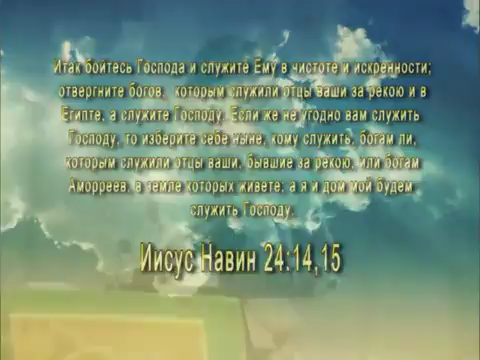 Итак бойтесь Господа и служите Ему в чистоте и искренности;
отвергните богов, которым служили отцы ваши за рекою и в
Египте, а служите Господу. Если же не угодно вам служить
Господу, то изберите себе ныне, кому служить, богам ли,
которым служили отцы ваши, бывшие за рекою, или богам
Аморреев, в земле которых живете; а я и дом мой будем
служить Господу.
Иисус Навин 24:14,15